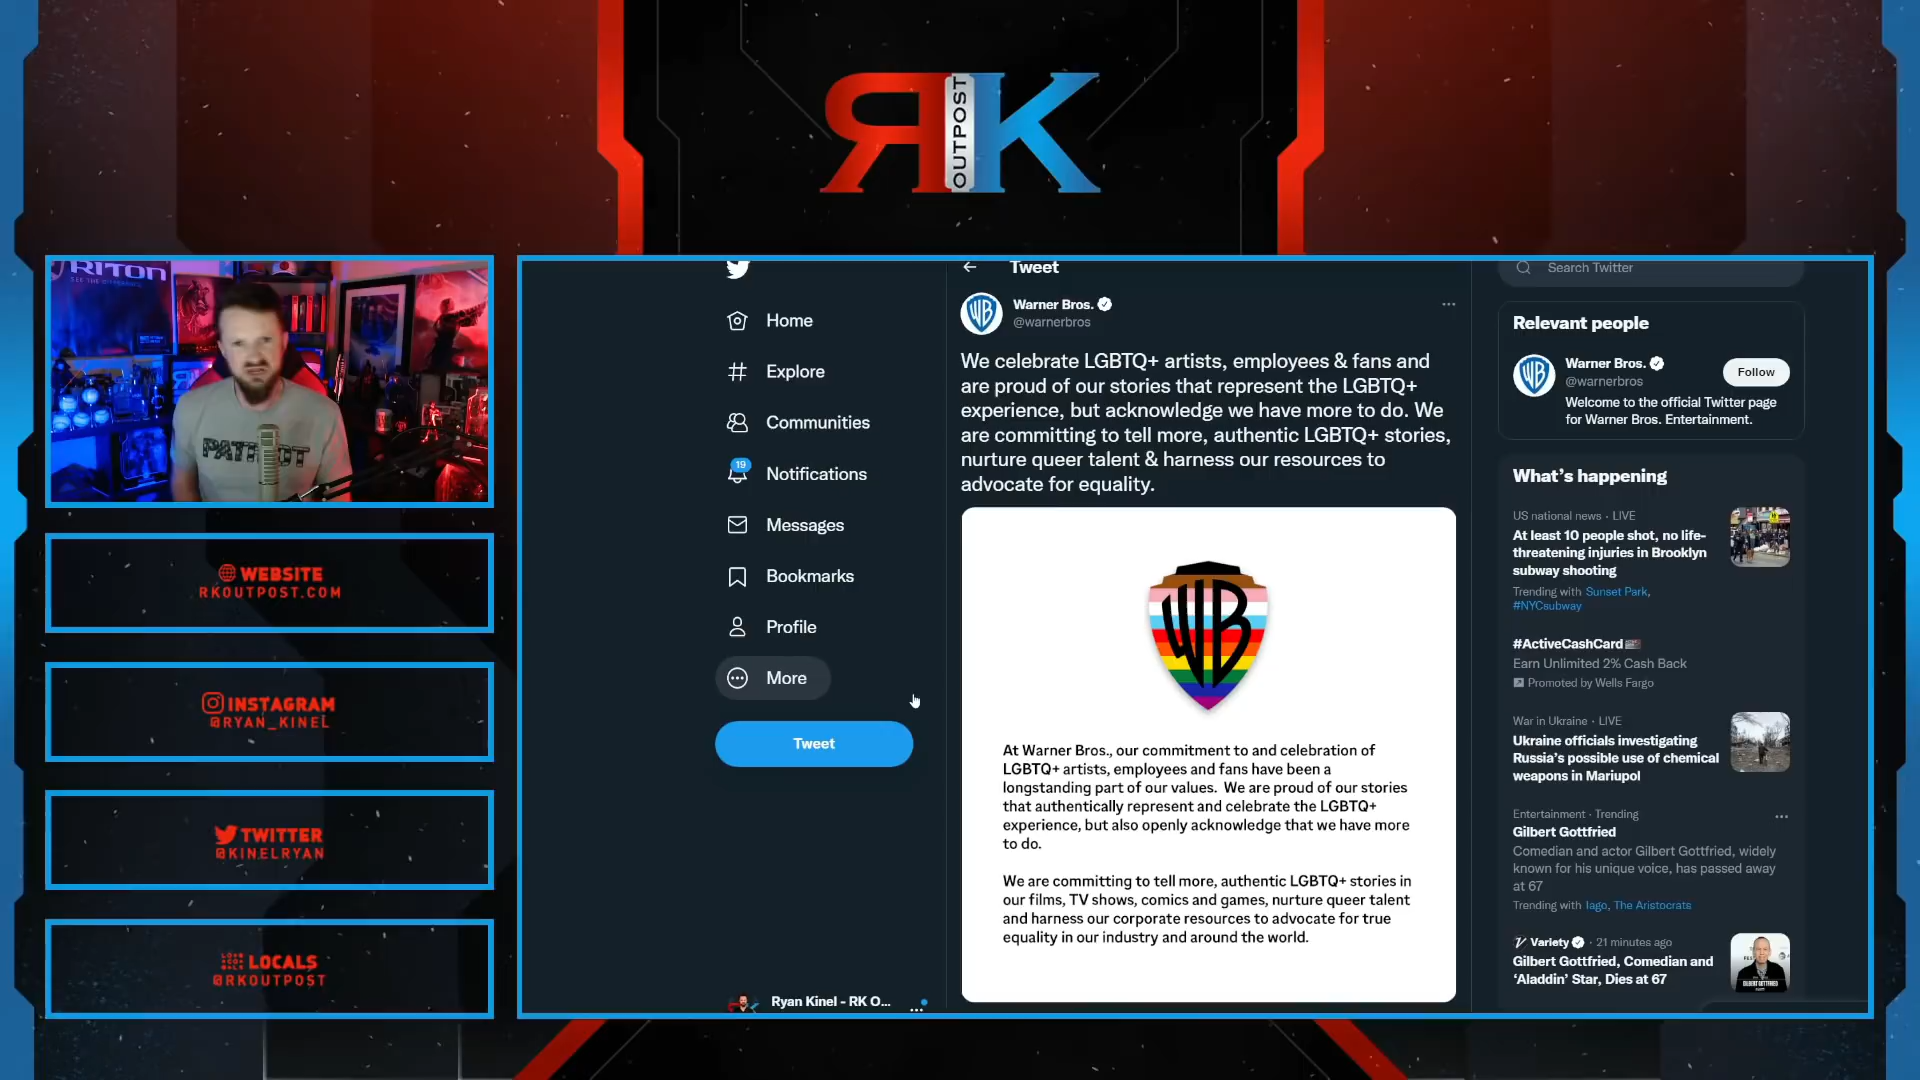 RK
OUTPOST
RITON
SEE THE DIFFERENCE
PATRIOT
WEBSITE
RKOUTPOST.COM
INSTAGRAM
@RYAN_KINEL
TWITTER
@KINELRYAN
LOCALS
@RKOUTPOST
Home
Explore
Communities
19
Notifications
Messages
Bookmarks
Profile
More
Tweet
Ryan Kinel - RK O...
Tweet
Warner Bros.
@warnerbros
We celebrate LGBTQ+ artists, employees & fans and
are proud of our stories that represent the LGBTQ+
experience, but acknowledge we have more to do. We
are committing to tell more, authentic LGBTQ+ stories,
nurture queer talent & harness our resources to
advocate for equality.
WB
At Warner Bros., our commitment to and celebration of
LGBTQ+ artists, employees and fans have been a
longstanding part of our values. We are proud of our stories
that authentically represent and celebrate the LGBTQ+
experience, but also openly acknowledge that we have more
to do.
We are committing to tell more, authentic LGBTQ+ stories in
our films, TV shows, comics and games, nurture queer talent
and harness our corporate resources to advocate for true
equality in our industry and around the world.
Search Twitter
Relevant people
Warner Bros.
@warnerbros
Follow
Welcome to the official Twitter page
for Warner Bros. Entertainment.
What's happening
US national news · LIVE
At least 10 people shot, no life-
threatening injuries in Brooklyn
subway shooting
Trending with Sunset Park,
#NYCsubway
#ActiveCashCard
Earn Unlimited 2% Cash Back
Promoted by Wells Fargo
War in Ukraine · LIVE
Ukraine officials investigating
Russia's possible use of chemical
weapons in Mariupol
Entertainment · Trending
Gilbert Gottfried
Comedian and actor Gilbert Gottfried, widely
known for his unique voice, has passed away
at 67
Trending with Iago, The Aristocrats
Variety · 21 minutes ago
Gilbert Gottfried, Comedian and
'Aladdin' Star, Dies at 67